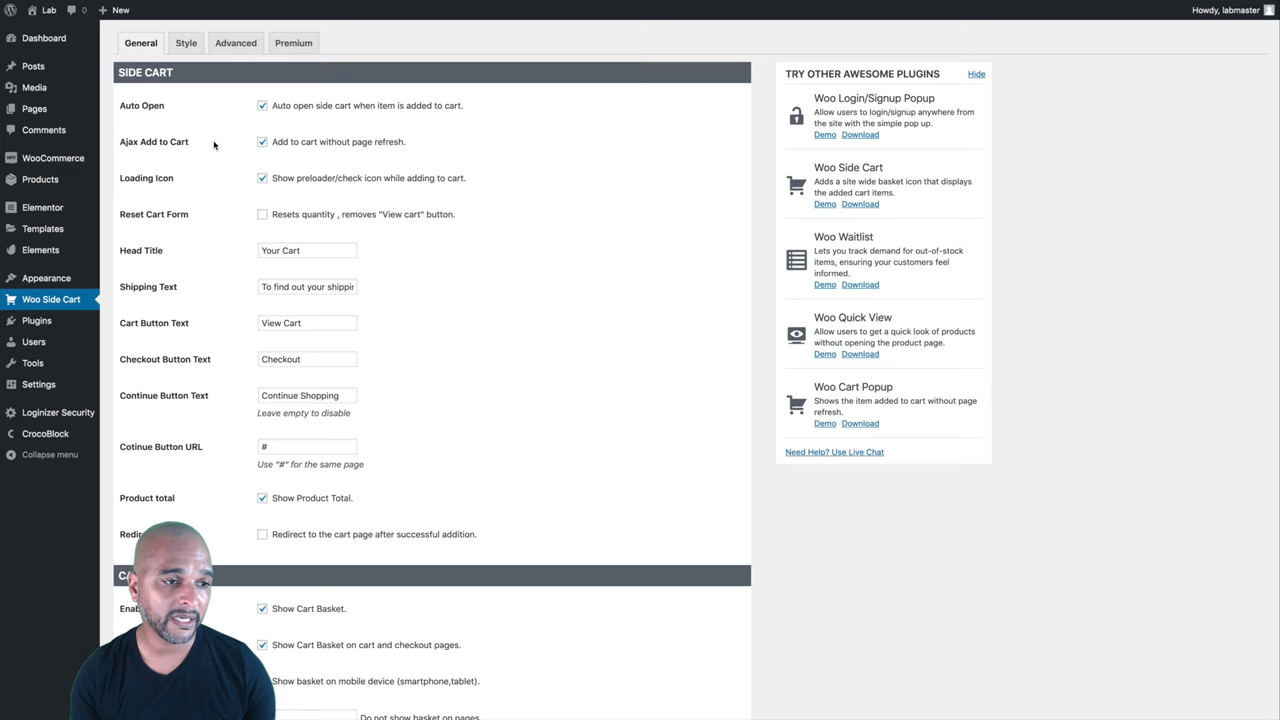 Lab
0
New
Howdy, labmaster
Dashboard
Posts
Media
Pages
Comments
WooCommerce
Products
Elementor
Templates
Elements
Appearance
Woo Side Cart
Plugins
Users
Tools
Settings
Loginizer Security
CrocoBlock
Collapse menu
General
Style
Advanced
Premium
SIDE CART
Auto Open
Auto open side cart when item is added to cart.
Ajax Add to Cart
Add to cart without page refresh.
Loading Icon
Show preloader/check icon while adding to cart.
Reset Cart Form
Resets quantity , removes "View cart" button.
Head Title
Your Cart
Shipping Text
To find out your shippin
Cart Button Text
View Cart
Checkout Button Text
Checkout
Continue Button Text
Continue Shopping
Leave empty to disable
Cotinue Button URL
#
Use "#" for the same page
Product total
Show Product Total.
Redirect to the cart page after successful addition.
Show Cart Basket.
Show Cart Basket on cart and checkout pages.
Show basket on mobile device (smartphone,tablet).
Do not show basket on pages.
TRY OTHER AWESOME PLUGINS
Hide
Woo Login/Signup Popup
Allow users to login/signup anywhere from
the site with the simple pop up.
Demo Download
Woo Side Cart
Adds a site wide basket icon that displays
the added cart items.
Demo Download
Woo Waitlist
Lets you track demand for out-of-stock
items, ensuring your customers feel
informed.
Demo Download
Woo Quick View
Allow users to get a quick look of products
without opening the product page.
Demo Download
Woo Cart Popup
Shows the item added to cart without page
refresh.
Demo Download
Need Help? Use Live Chat